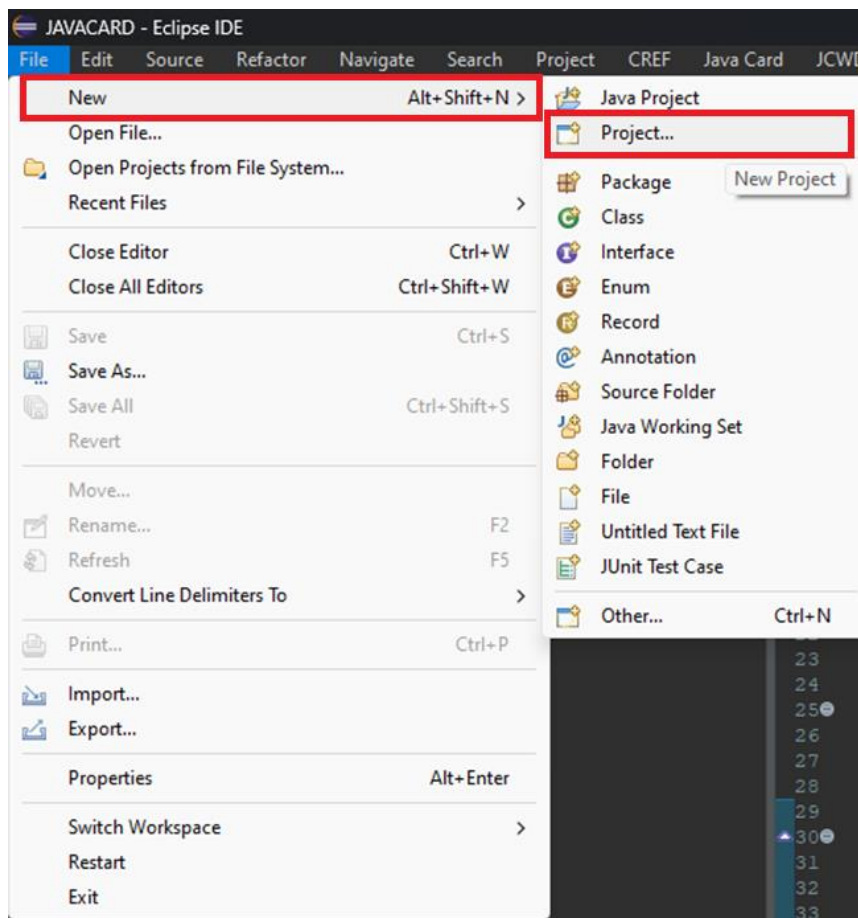 JAVACARD - Eclipse IDE
File Edit Source Refactor Navigate Search Project CREF Java Card
New Alt+Shift+N >
Open File...
Open Projects from File System...
Recent Files >
Close Editor Ctrl+W
Close All Editors Ctrl+Shift+W
Save Ctrl+S
Save As...
Save All Ctrl+Shift+S
Revert
Move...
Rename... F2
Refresh F5
Convert Line Delimiters To >
Print... Ctrl+P
Import...
Export...
Properties Alt+Enter
Switch Workspace >
Restart
Exit
Java Project
Project...
New Project
Package
Class
Interface
Enum
Record
Annotation
Source Folder
Java Working Set
Folder
File
Untitled Text File
JUnit Test Case
Other... Ctrl+N
23
24
25
26
27
28
29
30
31
32
33